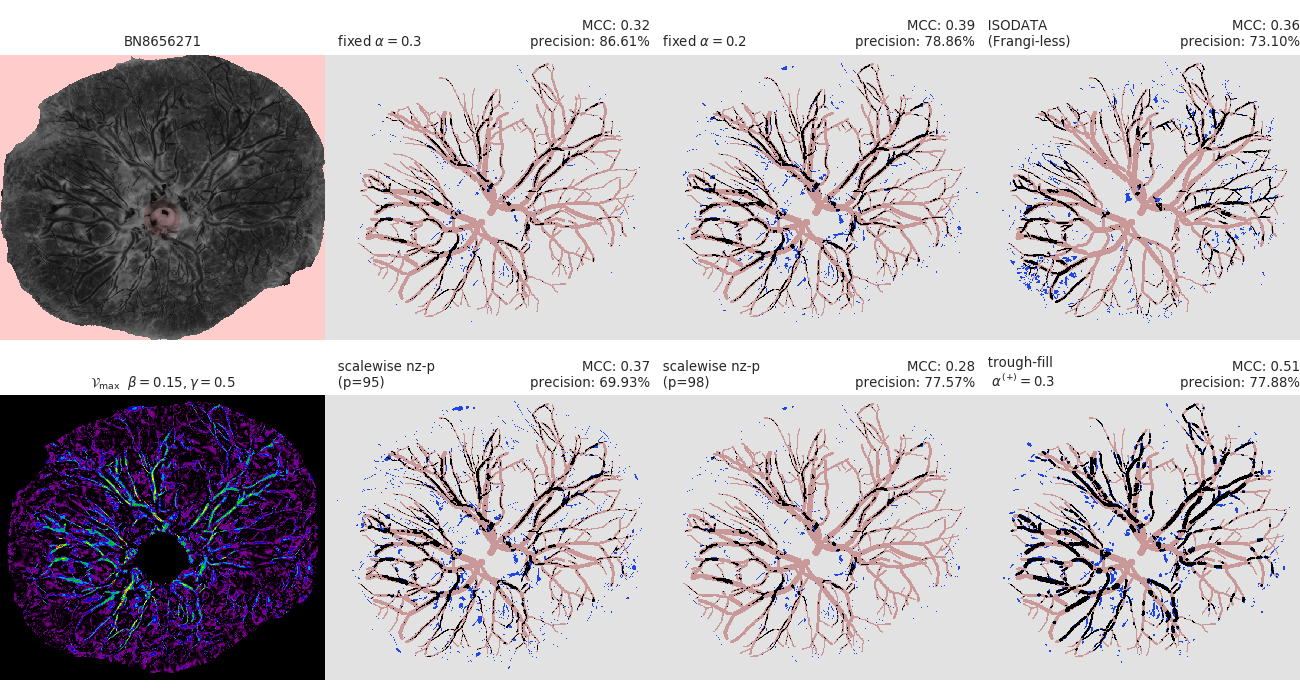 BN8656271
fixed α = 0.3
MCC: 0.32
precision: 86.61%
fixed α = 0.2
MCC: 0.39
precision: 78.86%
ISODATA
(Frangi-less)
MCC: 0.36
precision: 73.10%
𝒱max β = 0.15, γ = 0.5
scalewise nz-p
(p=95)
MCC: 0.37
precision: 69.93%
scalewise nz-p
(p=98)
MCC: 0.28
precision: 77.57%
trough-fill
α(+) = 0.3
MCC: 0.51
precision: 77.88%